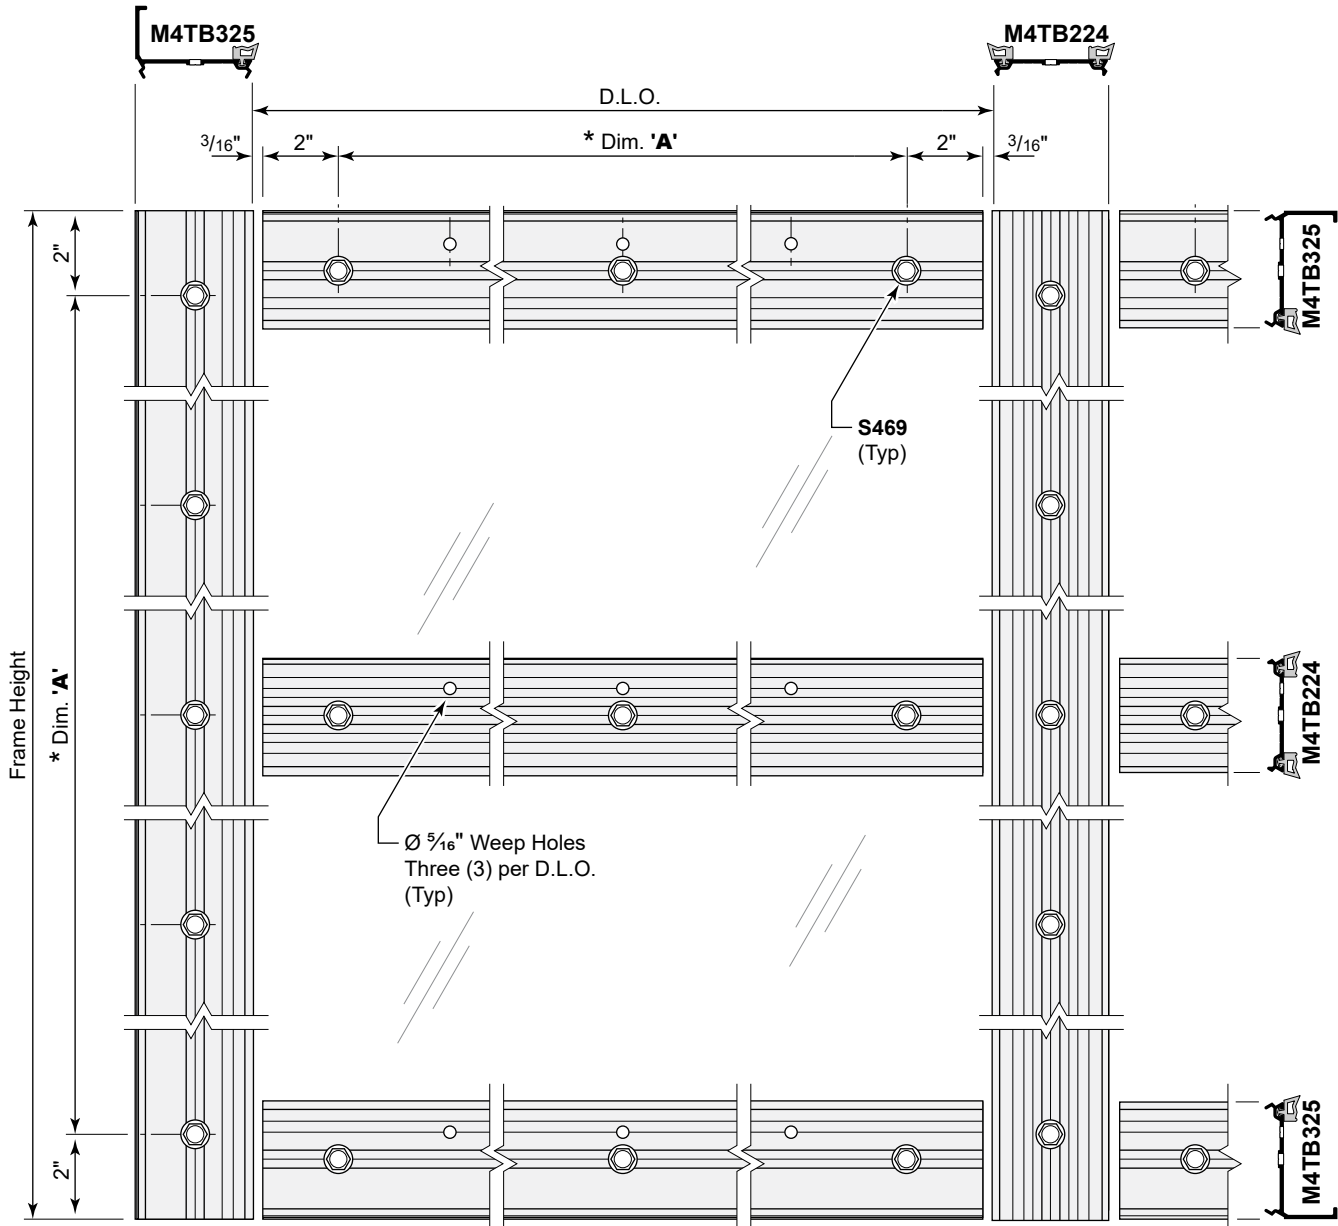 M4TB325
M4TB224
D.L.O.
3/16"
2"
* Dim. 'A'
2"
3/16"
2"
M4TB325
S469
(Typ)
Frame Height
* Dim. 'A'
M4TB224
Ø 5/16" Weep Holes
Three (3) per D.L.O.
(Typ)
2"
M4TB325